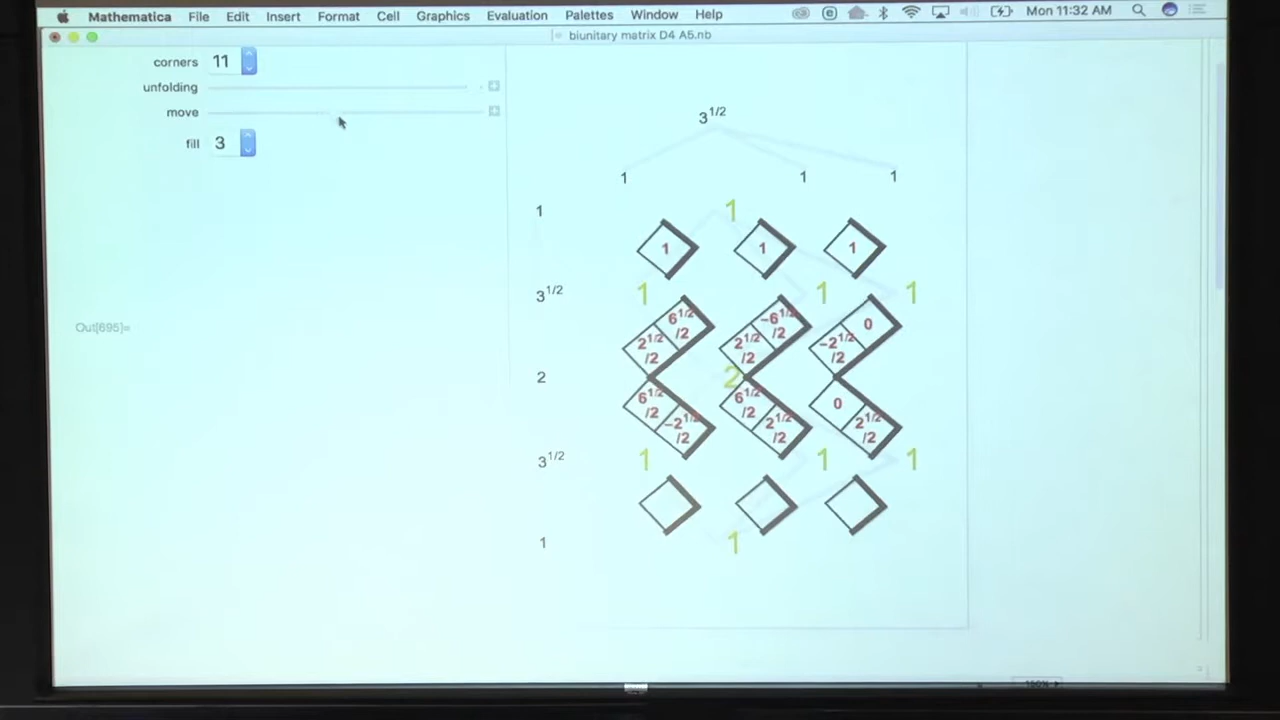 Mathematica File Edit Insert Format Cell Graphics Evaluation Palettes Window Help Mon 11:32 AM
biunitary matrix D4 A5.nb
corners 11
unfolding
move
fill 3
Out[695]=
3^1/2
1 1 1
1 1
1 1 1
3^1/2 1 1 1
6^1/2/2 -6^1/2/2 0
2^1/2/2 2^1/2/2 -2^1/2/2
2 2
6^1/2/2 6^1/2/2 0
-2^1/2/2 2^1/2/2 2^1/2/2
3^1/2 1 1 1
1 1
150%